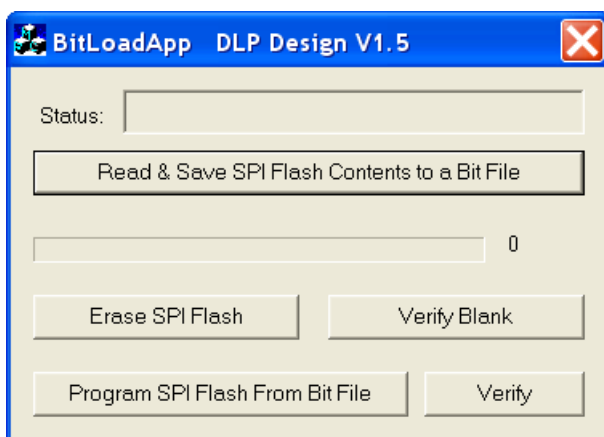 BitLoadApp DLP Design V1.5
Status:
Read & Save SPI Flash Contents to a Bit File
0
Erase SPI Flash Verify Blank
Program SPI Flash From Bit File Verify